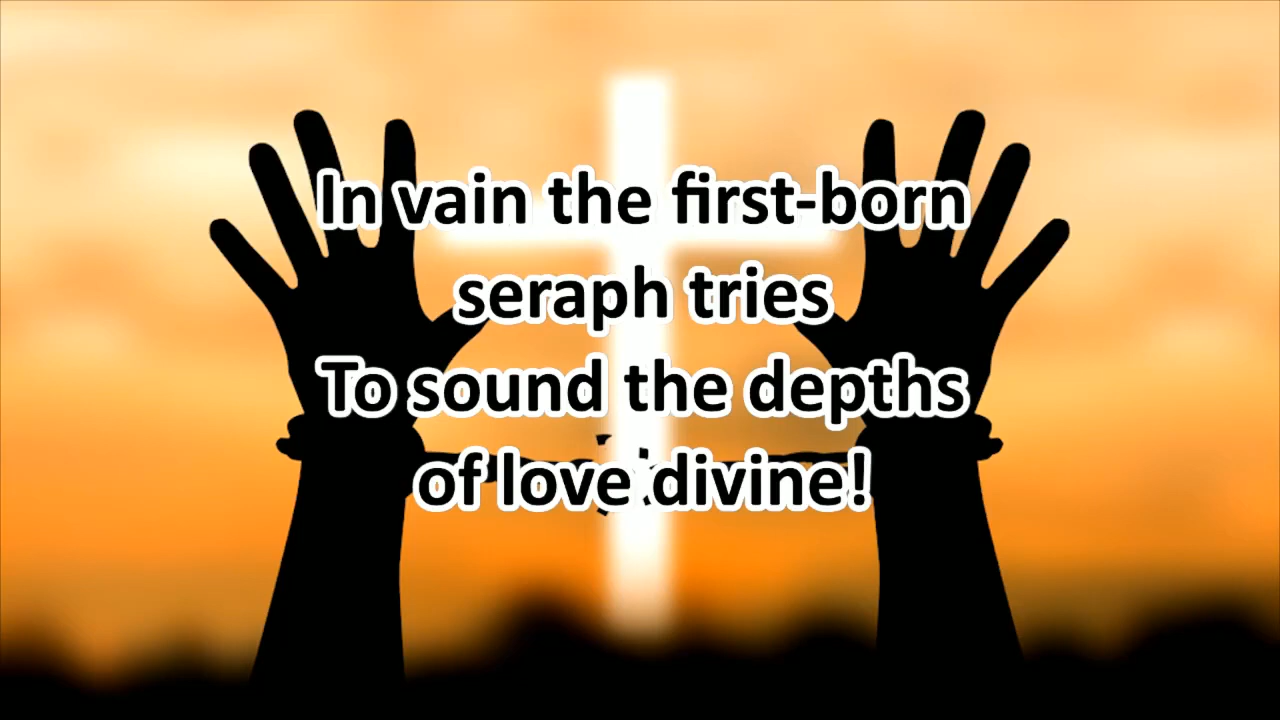 In vain the first-born
seraph tries
To sound the depths
of love divine!